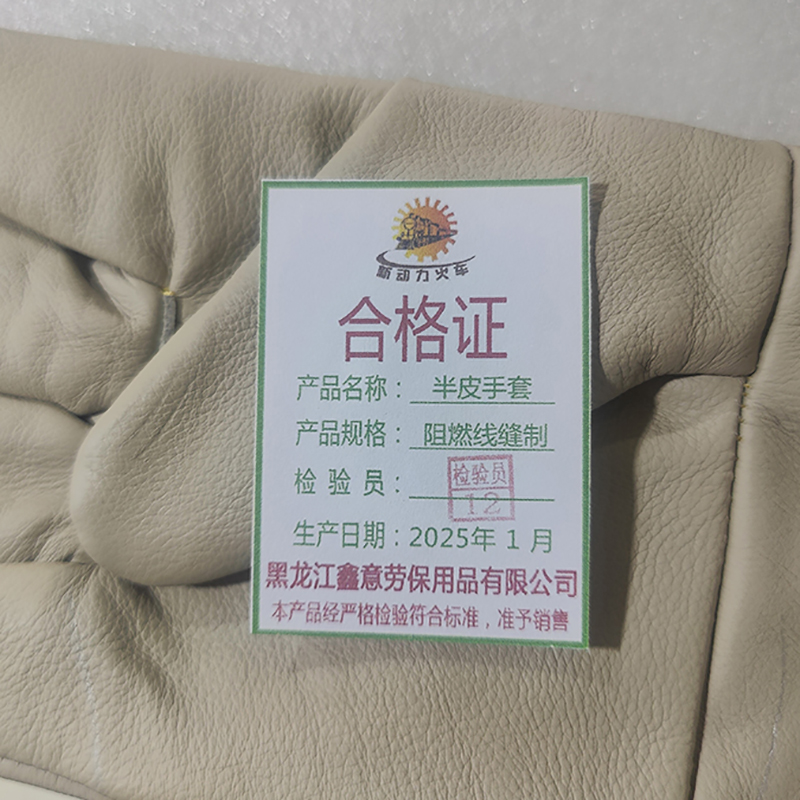 新动力火车
合格证
产品名称：半皮手套
产品规格：阻燃线缝制
检验员：检验员
12
生产日期：2025年1月
黑龙江鑫意劳保用品有限公司
本产品经严格检验符合标准，准予销售